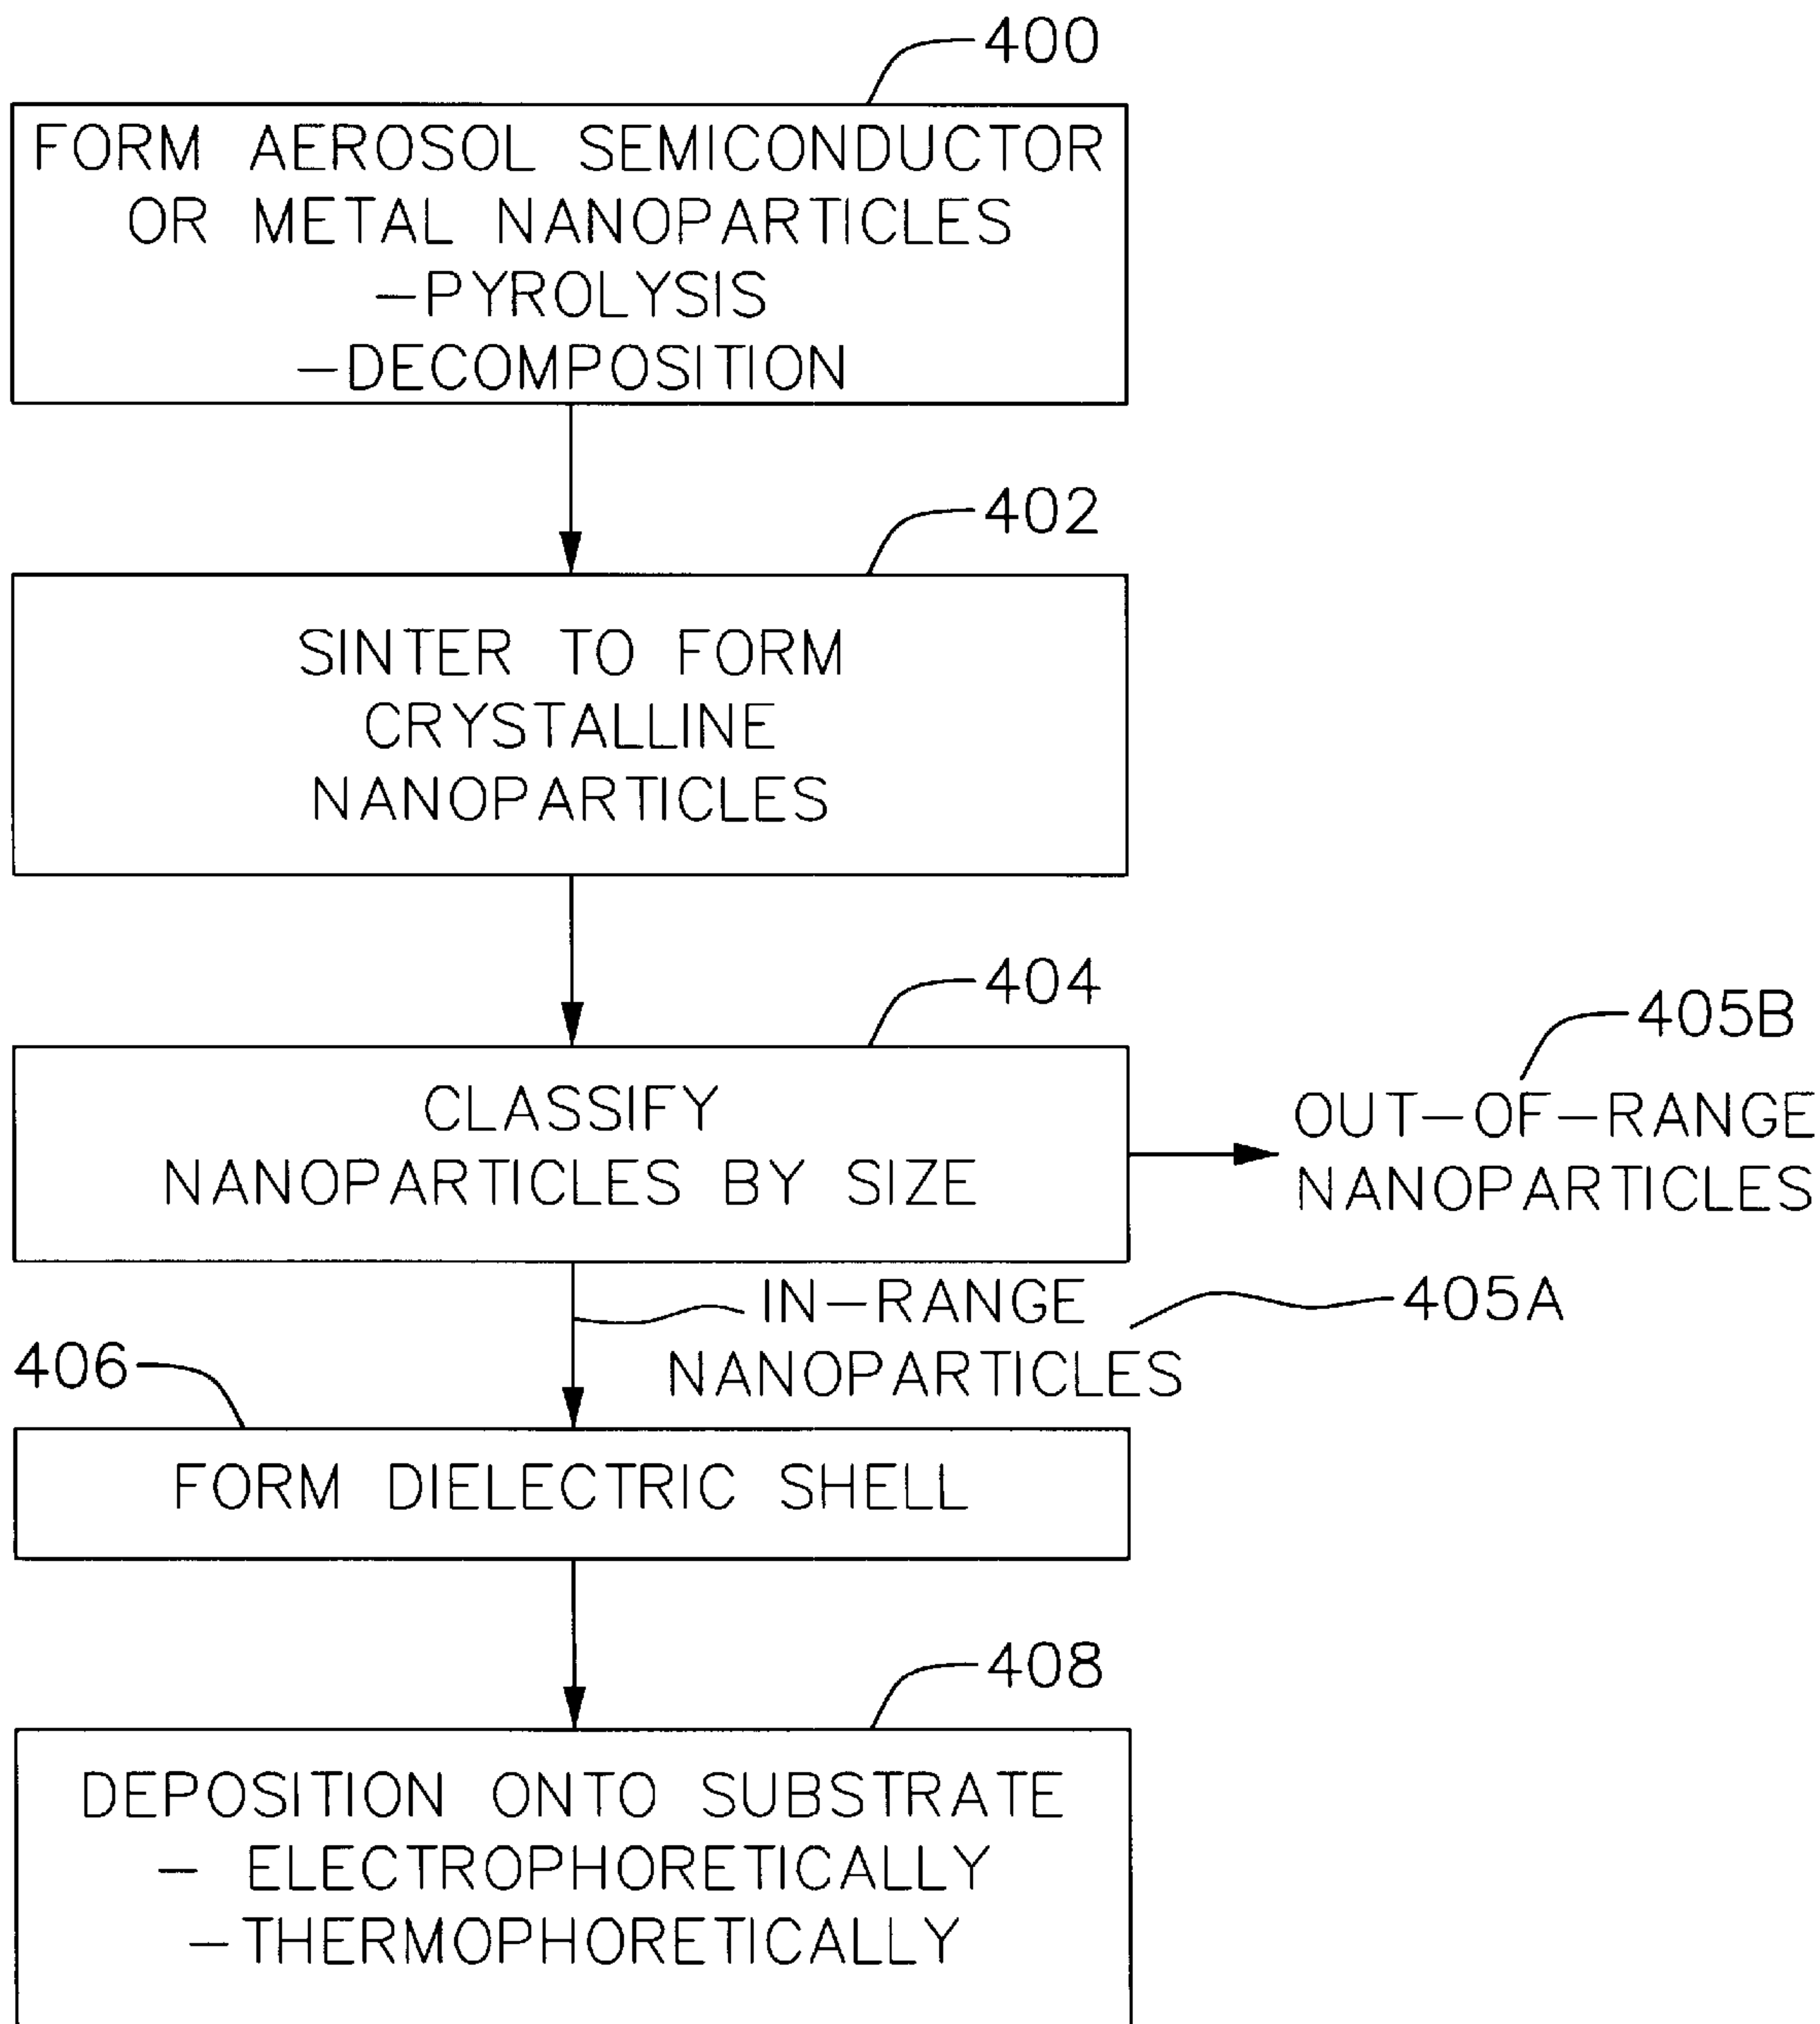 400
FORM AEROSOL SEMICONDUCTOR
OR METAL NANOPARTICLES
—PYROLYSIS
—DECOMPOSITION
402
SINTER TO FORM
CRYSTALLINE
NANOPARTICLES
404
CLASSIFY
NANOPARTICLES BY SIZE
405B
OUT—OF—RANGE
NANOPARTICLES
IN—RANGE
NANOPARTICLES
405A
406
FORM DIELECTRIC SHELL
408
DEPOSITION ONTO SUBSTRATE
— ELECTROPHORETICALLY
—THERMOPHORETICALLY